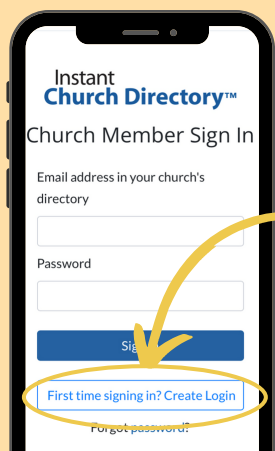 Instant
Church Directory™
Church Member Sign In
Email address in your church's
directory
Password
Sig
First time signing in? Create Login
Forgot password?